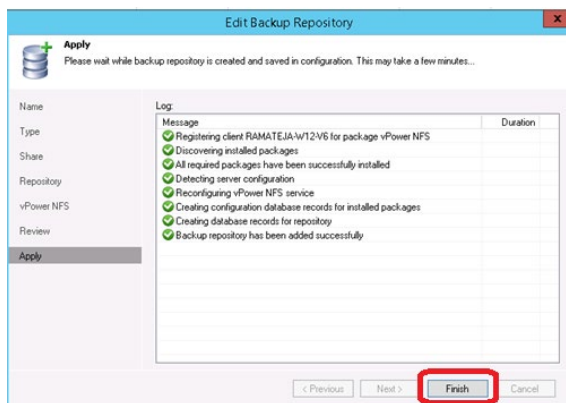 Edit Backup Repository
x
Apply
Please wait while backup repository is created and saved in configuration. This may take a few minutes...
Name
Type
Share
Repository
vPower NFS
Review
Apply
Log:
Message Duration
Registering client RAMATEJA-W12-V6 for package vPower NFS
Discovering installed packages
All required packages have been successfully installed
Detecting server configuration
Reconfiguring vPower NFS service
Creating configuration database records for installed packages
Creating database records for repository
Backup repository has been added successfully
< Previous Next > Finish Cancel